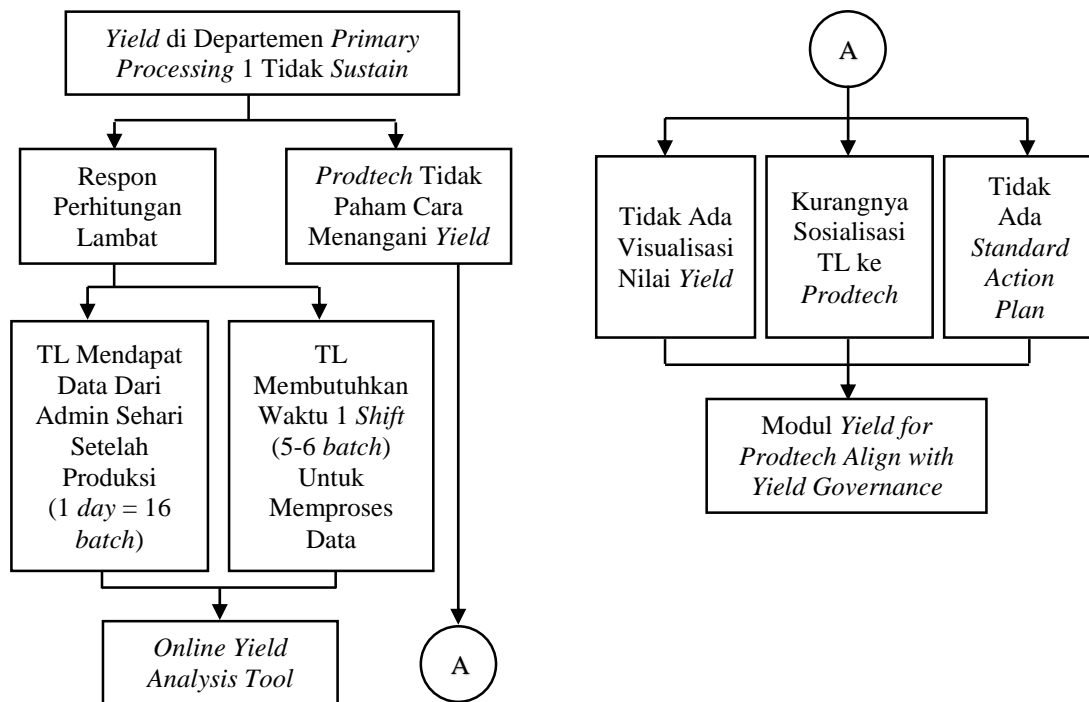 Yield di Departemen Primary
Processing 1 Tidak Sustain
Respon
Perhitungan
Lambat
Prodtech Tidak
Paham Cara
Menangani Yield
TL Mendapat
Data Dari
Admin Sehari
Setelah
Produksi
(1 day = 16
batch)
TL
Membutuhkan
Waktu 1 Shift
(5-6 batch)
Untuk
Memproses
Data
Online Yield
Analysis Tool
A
A
Tidak Ada
Visualisasi
Nilai Yield
Kurangnya
Sosialisasi
TL ke
Prodtech
Tidak
Ada
Standard
Action
Plan
Modul Yield for
Prodtech Align with
Yield Governance